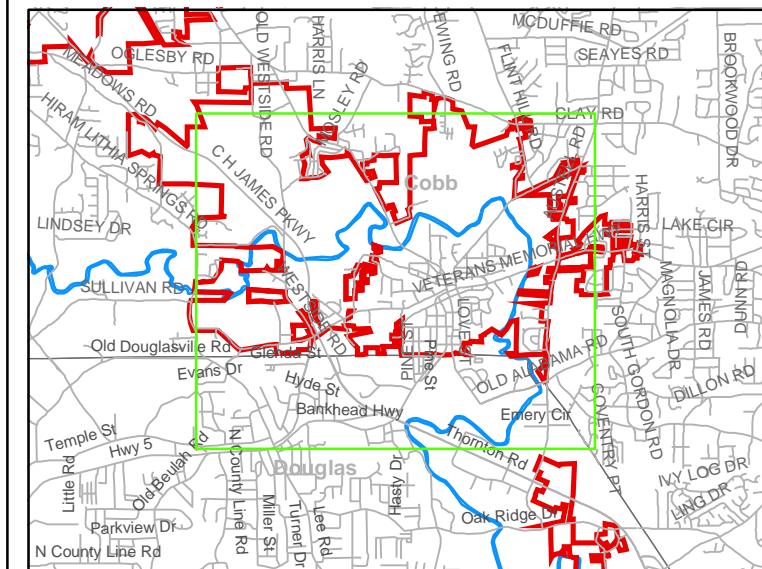 MCDUFFIE RD
OGLESBY RD
OLD WESTSIDE RD
HARRIS LN
EWING RD
FLINT HILL RD
SEAYES RD
BROOKWOOD DR
MEADOWS RD
MOSLEY RD
HIRAM LITHIA SPRINGS RD
CLAY RD
C H JAMES PKWY
Cobb
HARRIS ST
LINDSEY DR
LAKE CIR
VETERANS MEMORIAL
SULLIVAN RD
WESTSIDE RD
MAGNOLIA DR
JAMES RD
DUNN RD
Old Douglasville Rd
Glenda St
Pine St
SOUTH GORDON RD
Evans Dr
Hyde St
OLD ALABAMA RD
DILLON RD
Bankhead Hwy
Emery Cir
COVENTRY PT
Temple St
Hwy 5
Thornton Rd
Little Rd
Old Beulah Rd
N County Line Rd
Douglas
Halsey Dr
IVY LOG DR
LING DR
Miller St
Turner Dr
Lee Rd
Parkview Dr
Oak Ridge Dr
N County Line Rd